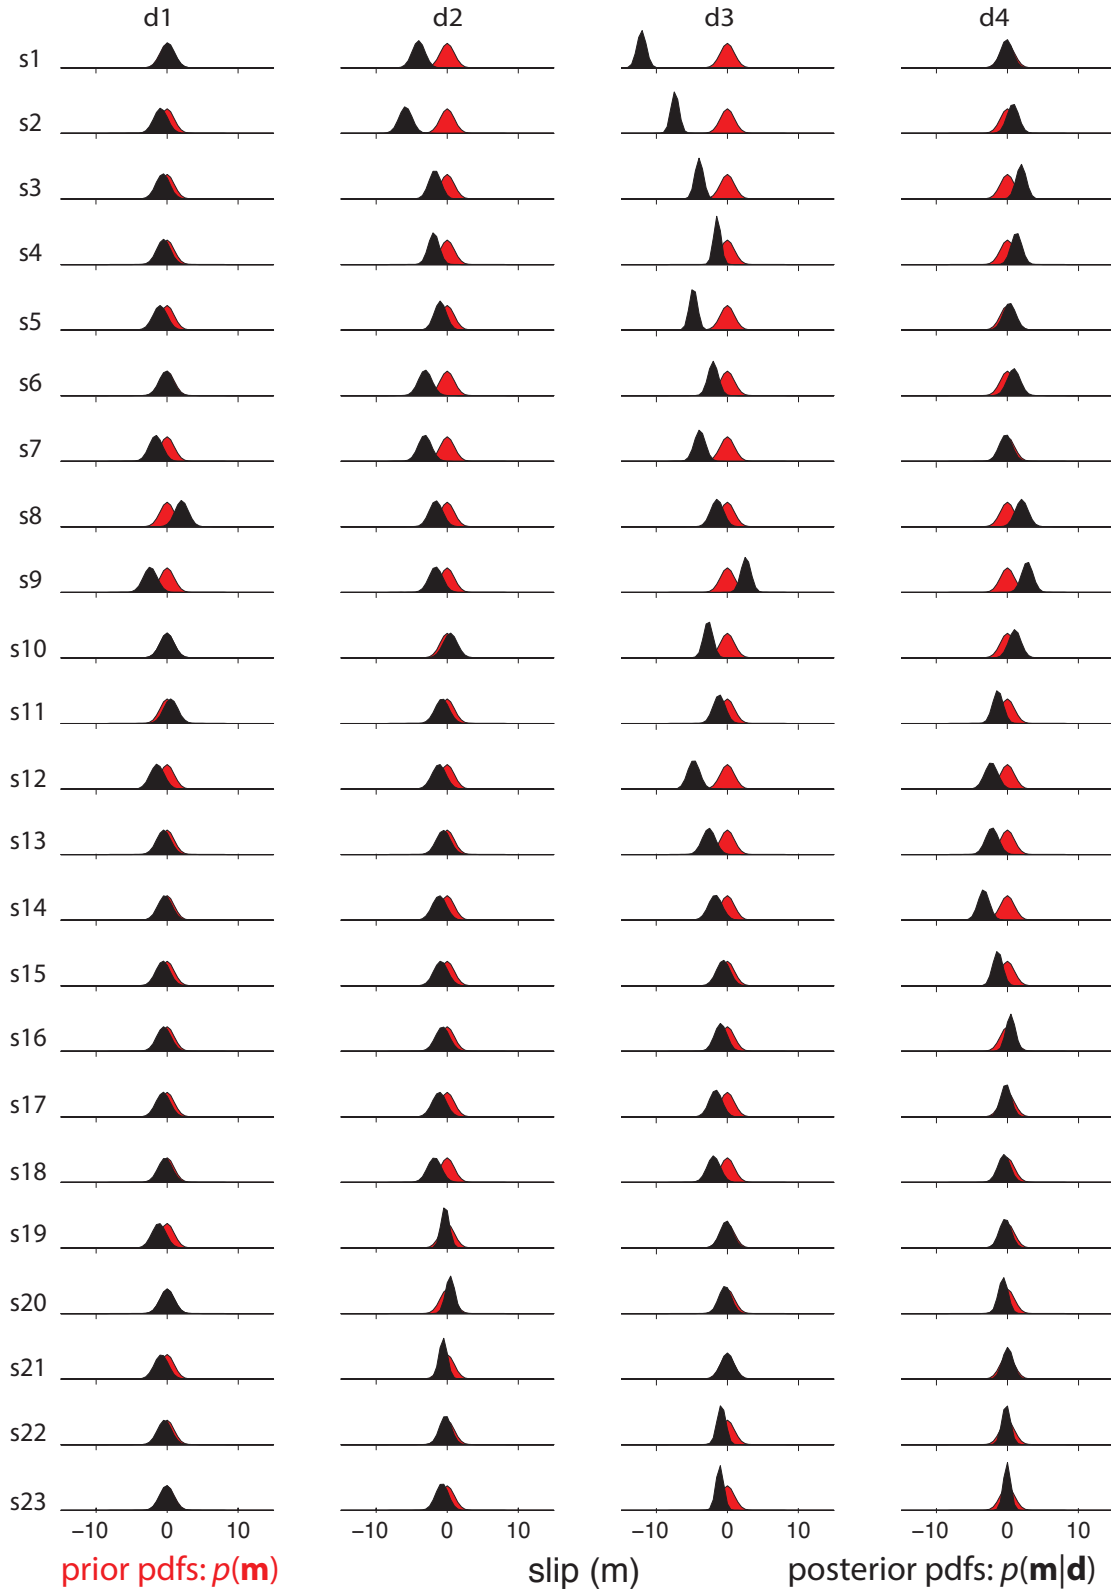 d1 d2 d3 d4
s1
s2
s3
s4
s5
s6
s7
s8
s9
s10
s11
s12
s13
s14
s15
s16
s17
s18
s19
s20
s21
s22
s23
−10 0 10 −10 0 10 −10 0 10 −10 0 10
prior pdfs: p(m) slip (m) posterior pdfs: p(m|d)